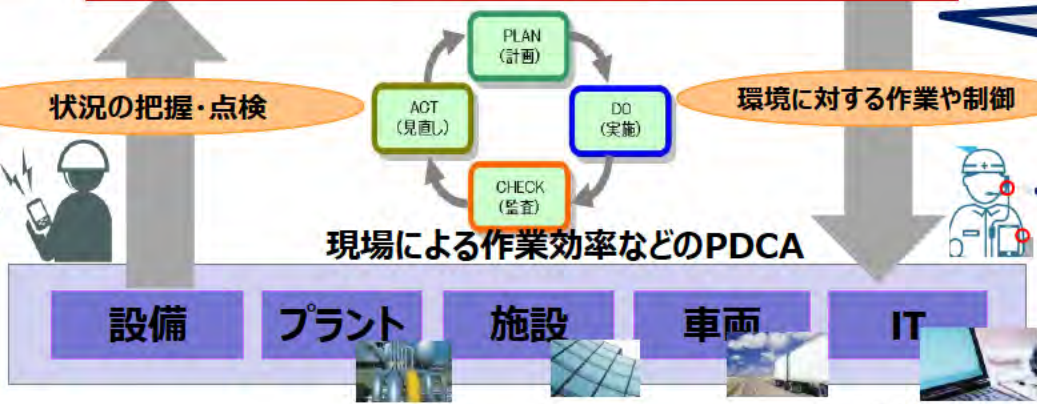 PLAN
(計画)
状況の把握・点検
ACT
(見直し)
DO
(実施)
環境に対する作業や制御
CHECK
(監査)
現場による作業効率などのPDCA
設備
プラント
施設
車両
IT